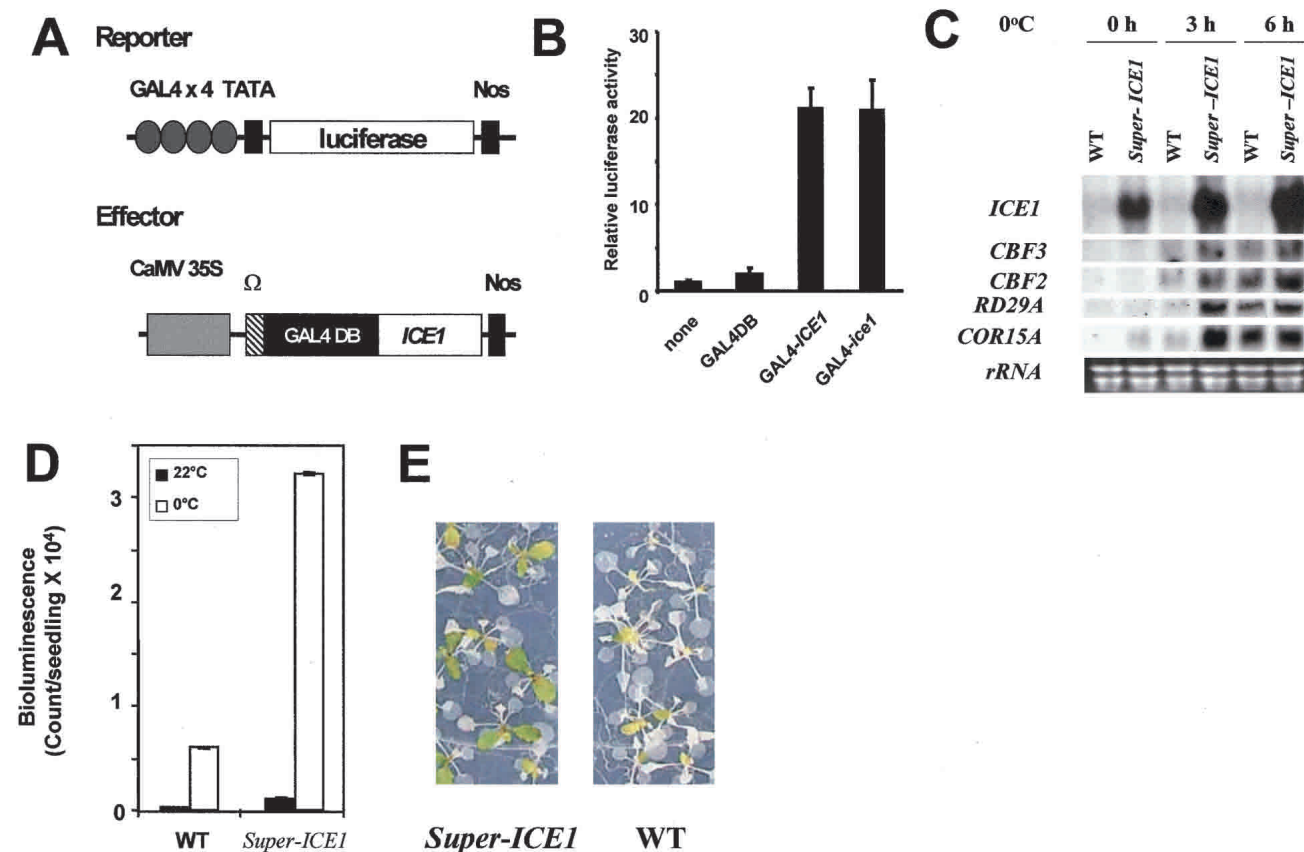 A
Reporter
GAL4 x 4 TATA
Nos
luciferase
Effector
CaMV 35S
Ω
Nos
GAL4 DB
ICE1
B
Relative luciferase activity
30
20
10
0
none
GAL4DB
GAL4-ICE1
GAL4-ice1
C
0°C
0 h
3 h
6 h
WT
Super-ICE1
WT
Super-ICE1
WT
Super-ICE1
ICE1
CBF3
CBF2
RD29A
COR15A
rRNA
D
22°C
0°C
Bioluminescence
(Count/seedling X 10⁴)
3
2
1
0
WT
Super-ICE1
E
Super-ICE1
WT